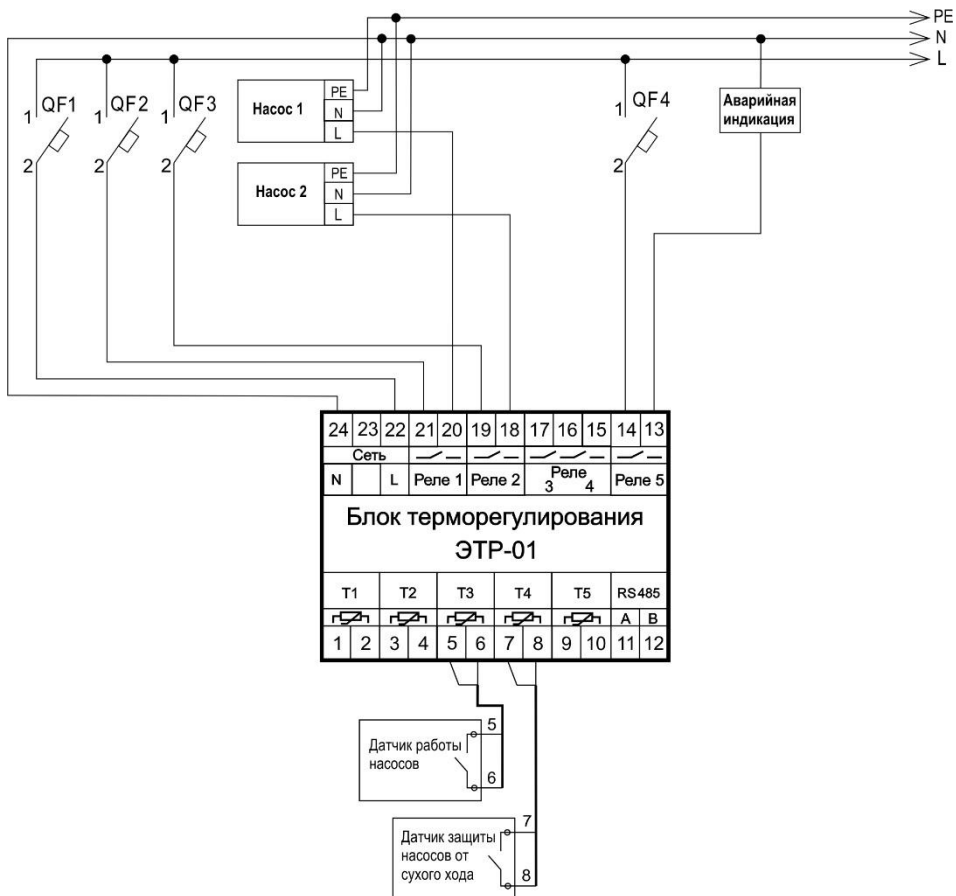 PE
N
L
QF1
QF2
QF3
QF4
1
1
1
1
2
2
2
2
Насос 1
PE
N
L
Насос 2
PE
N
L
Аварийная
индикация
24 23 22 21 20 19 18 17 16 15 14 13
Сеть
N L Реле 1 Реле 2 Реле 3 4 Реле 5
Блок терморегулирования
ЭТР-01
T1 T2 T3 T4 T5 RS485
A B
1 2 3 4 5 6 7 8 9 10 11 12
Датчик работы
насосов
5
6
Датчик защиты
насосов от
сухого хода
7
8